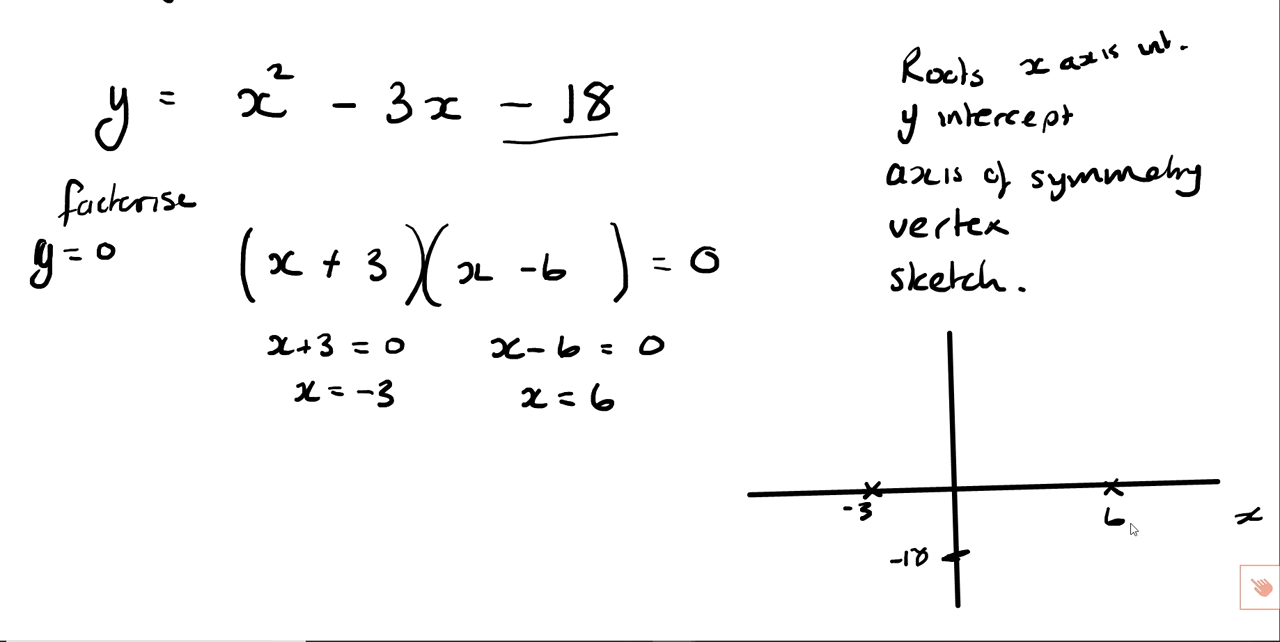 y = x² - 3x - 18
factorise
y = 0 (x + 3)(x - 6) = 0
x + 3 = 0 x - 6 = 0
x = -3 x = 6
Roots x axis int.
y intercept
axis of symmetry
vertex
sketch.
-3
6
x
-18